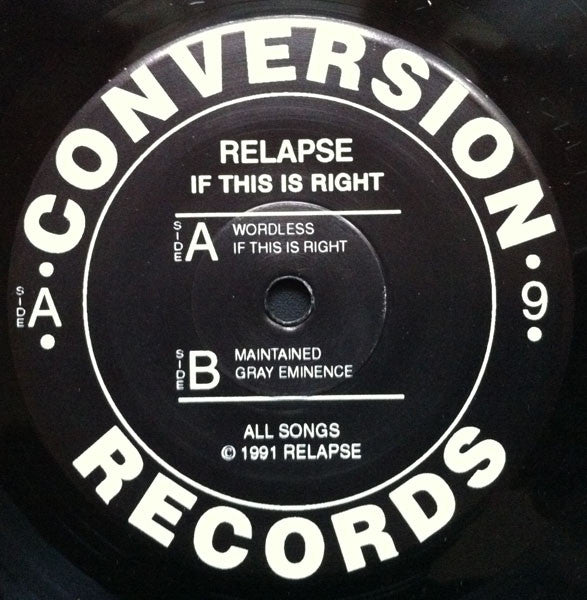 CONVERSION
RELAPSE
IF THIS IS RIGHT
SIDE A
WORDLESS
IF THIS IS RIGHT
SIDE A
9
SIDE B
MAINTAINED
GRAY EMINENCE
ALL SONGS
© 1991 RELAPSE
RECORDS